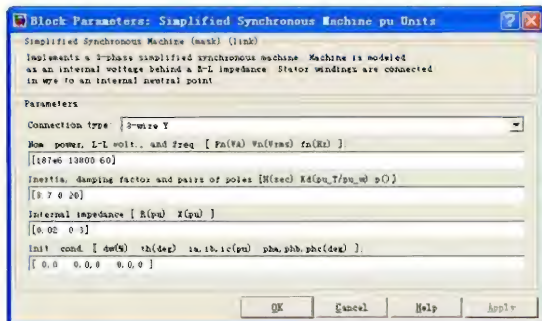 Block Parameters: Simplified Synchronous Machine pu Units
Simplified Synchronous Machine (mask) (link)
Implements a 3-phase simplified synchronous machine. Machine is modeled
as an internal voltage behind a R-L impedance. Stator windings are connected
in wye to an internal neutral point.
Parameters
Connection type: 3-wire Y
Nom. power, L-L volt., and freq. [ Pn(VA) Vn(Vrms) fn(Hz) ]:
[187e6 13800 60]
Inertia, damping factor and pairs of poles [H(sec) Kd(pu_T/pu_w) p()]
[3.7 0 20]
Internal impedance [ R(pu) X(pu) ]
[0.02 0.3]
Init. cond. [ dw(%) th(deg) ia,ib,ic(pu) pha,phb,phc(deg) ]:
[ 0,0 0,0,0 0,0,0 ]
OK Cancel Help Apply